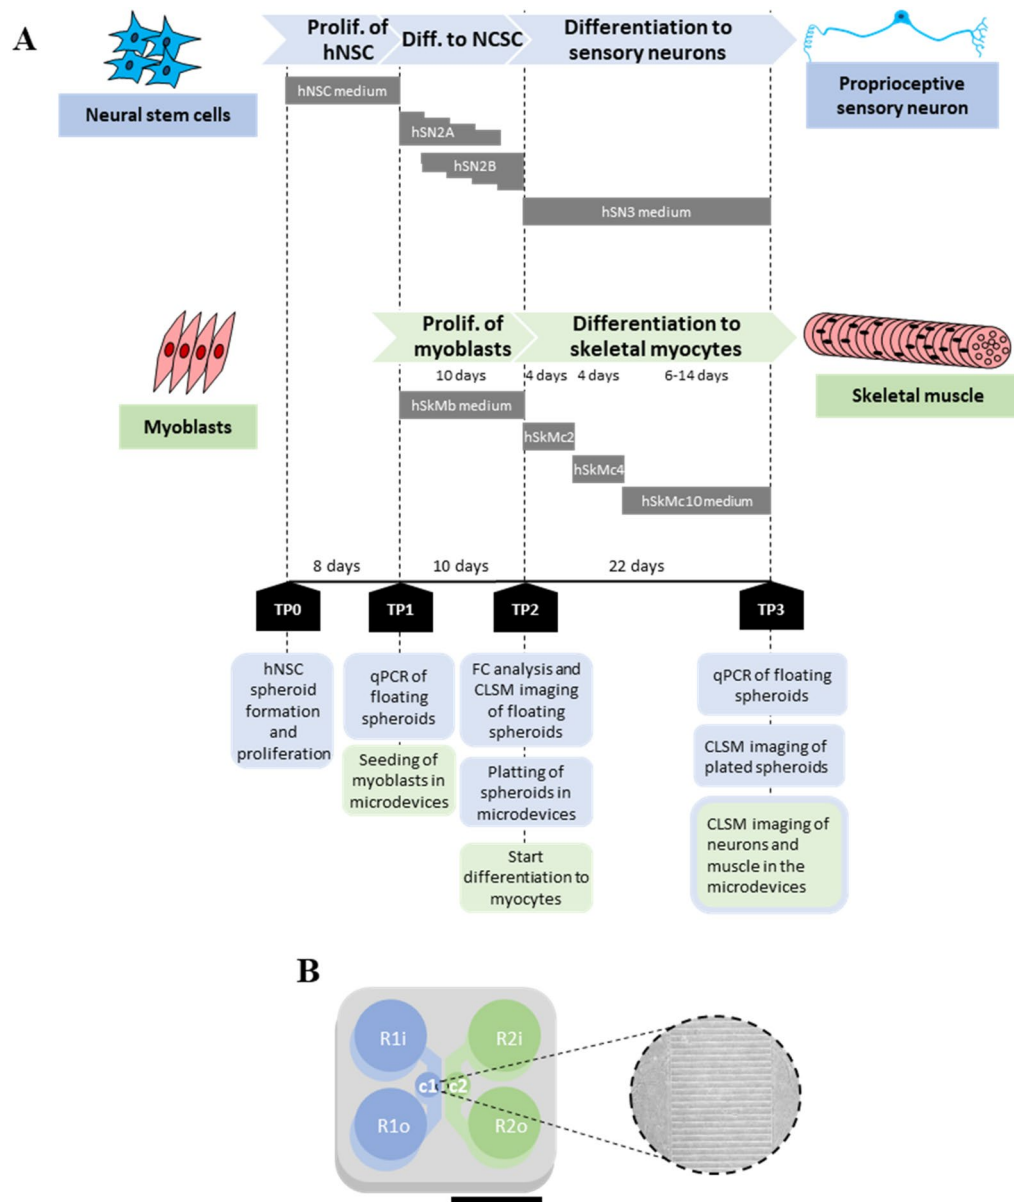 A
Prolif. of
hNSC
Diff. to NCSC
Differentiation to
sensory neurons
Neural stem cells
Proprioceptive
sensory neuron
hNSC medium
hSN2A
hSN2B
hSN3 medium
Prolif. of
myoblasts
Differentiation to
skeletal myocytes
10 days
4 days
4 days
6-14 days
Myoblasts
Skeletal muscle
hSkMb medium
hSkMc2
hSkMc4
hSkMc10 medium
8 days
10 days
22 days
TP0
TP1
TP2
TP3
hNSC
spheroid
formation
and
proliferation
qPCR of
floating
spheroids
Seeding of
myoblasts in
microdevices
FC analysis and
CLSM imaging
of floating
spheroids
Platting of
spheroids in
microdevices
Start
differentiation to
myocytes
qPCR of floating
spheroids
CLSM imaging of
plated spheroids
CLSM imaging of
neurons and
muscle in the
microdevices
B
R1i
R2i
c1
c2
R1o
R2o